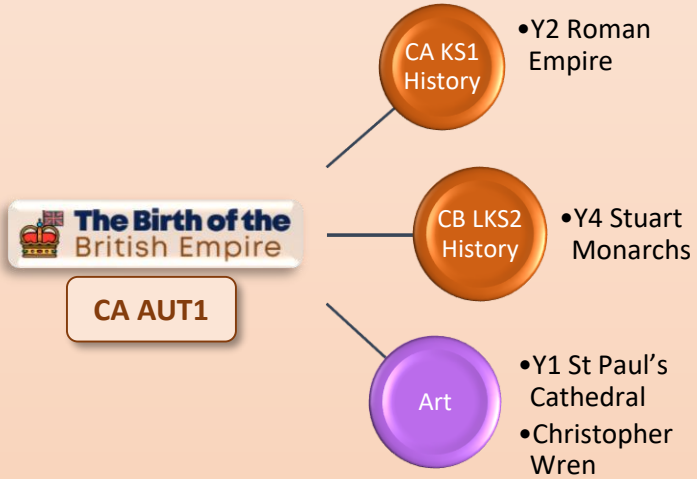 The Birth of the
British Empire
CA AUT1
CA KS1
History
•Y2 Roman
Empire
CB LKS2
History
•Y4 Stuart
Monarchs
Art
•Y1 St Paul’s
Cathedral
•Christopher
Wren